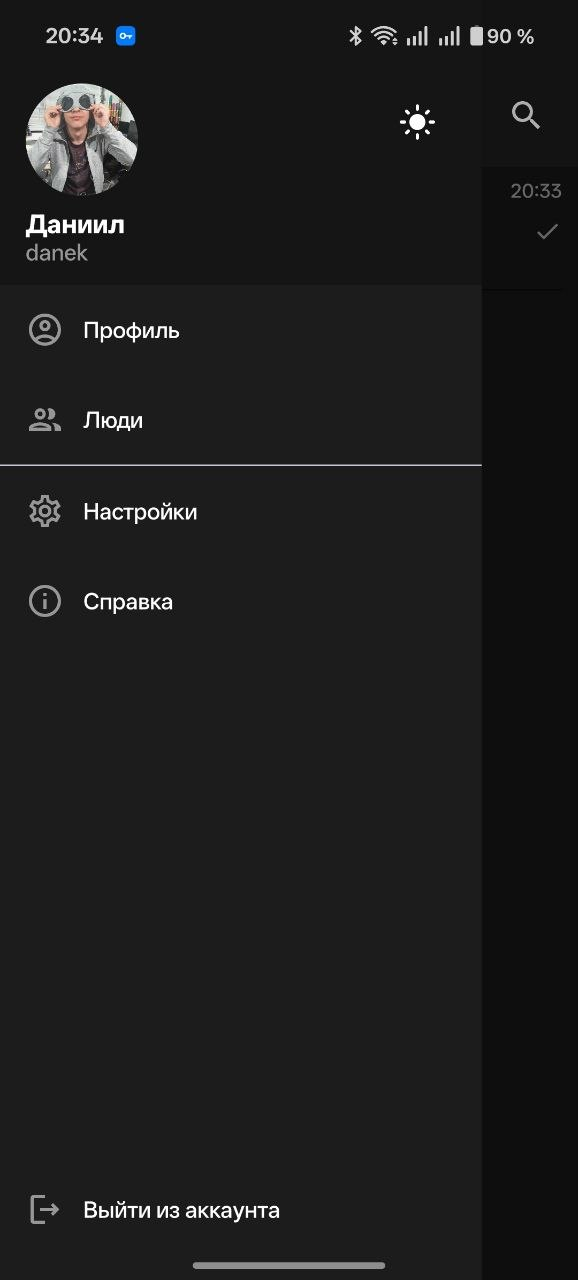 20:34
90 %
Даниил
danek
20:33
Профиль
Люди
Настройки
Справка
Выйти из аккаунта